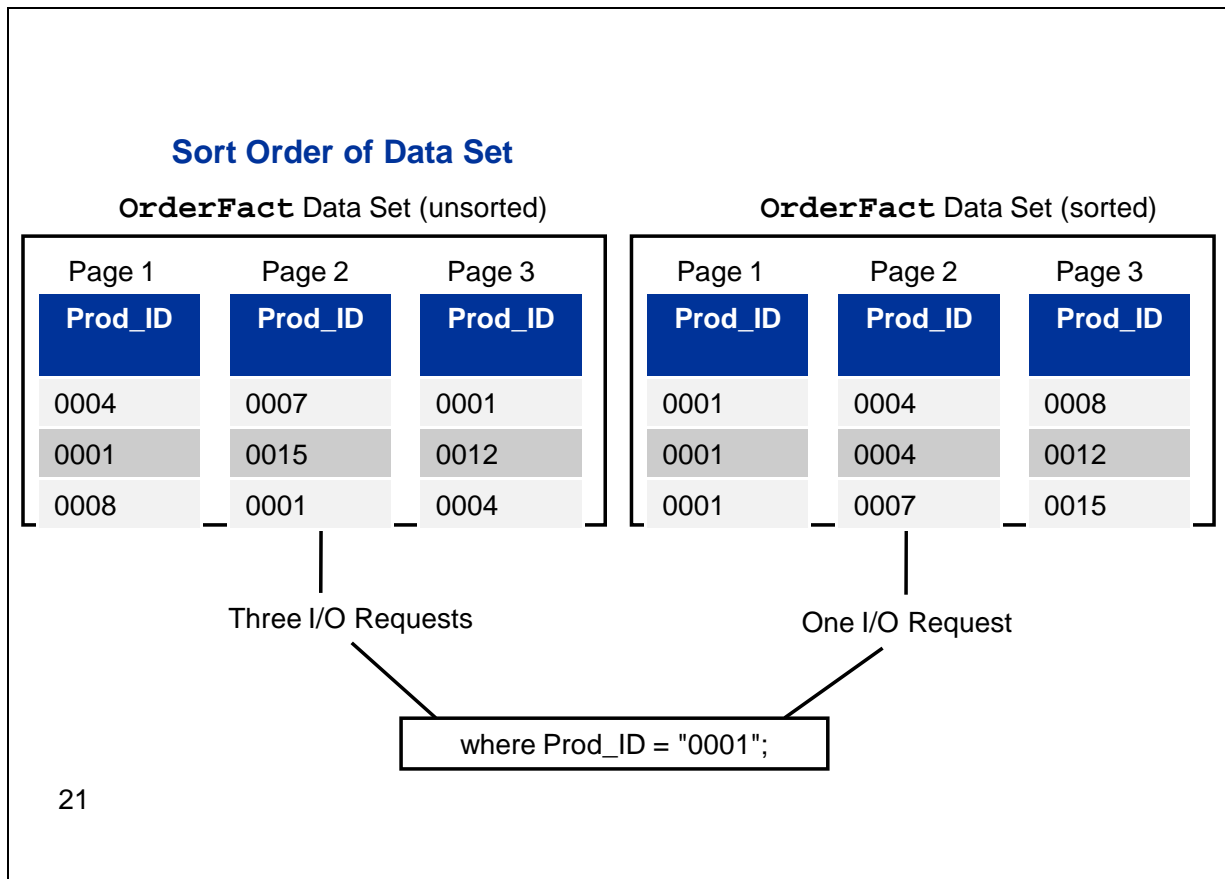 Sort Order of Data Set
OrderFact Data Set (unsorted)
OrderFact Data Set (sorted)
Page 1 Page 2 Page 3
Prod_ID Prod_ID Prod_ID
0004 0007 0001
0001 0015 0012
0008 0001 0004
Page 1 Page 2 Page 3
Prod_ID Prod_ID Prod_ID
0001 0004 0008
0001 0004 0012
0001 0007 0015
Three I/O Requests
One I/O Request
where Prod_ID = "0001";
21